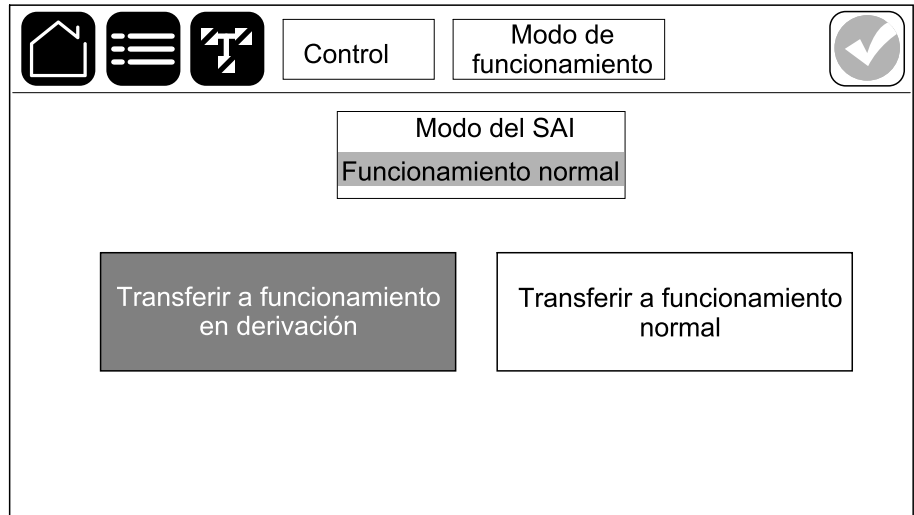 Control
Modo de
funcionamiento
Modo del SAI
Funcionamiento normal
Transferir a funcionamiento
en derivación
Transferir a funcionamiento
normal